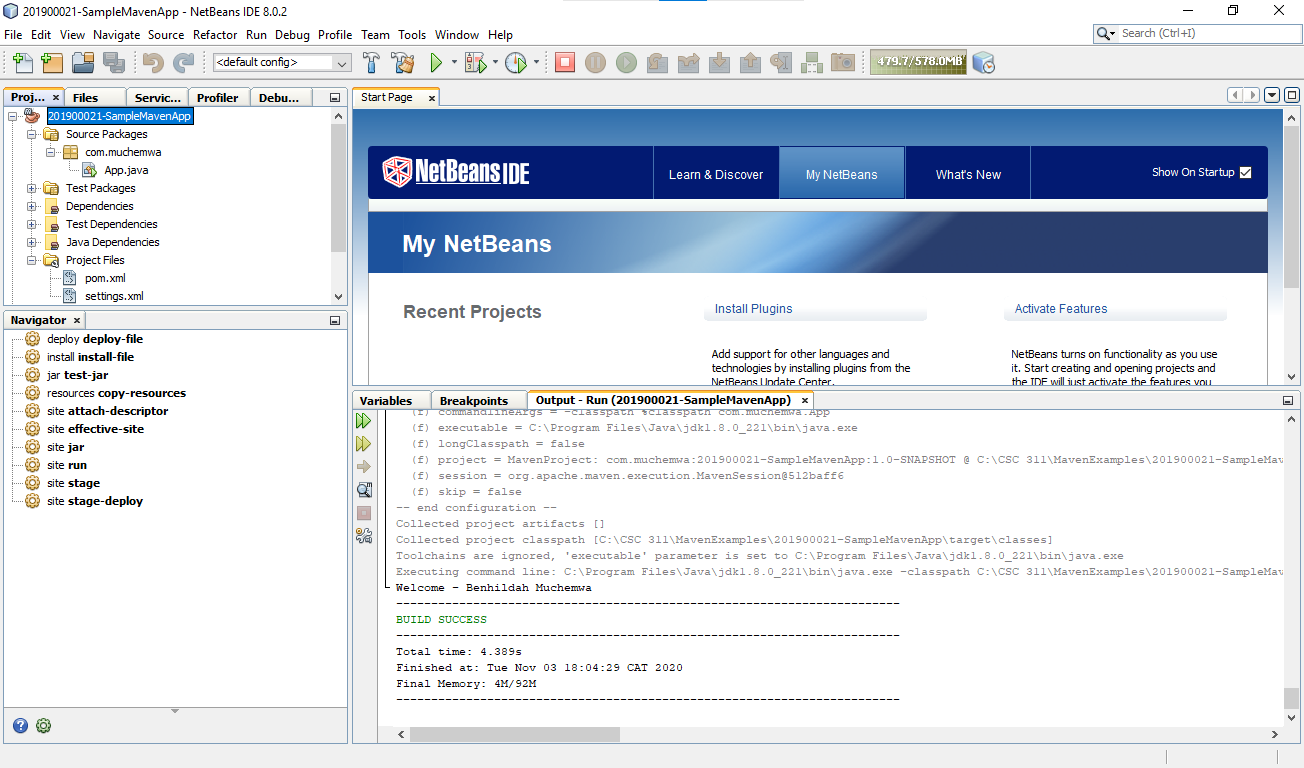 201900021-SampleMavenApp - NetBeans IDE 8.0.2
File Edit View Navigate Source Refactor Run Debug Profile Team Tools Window Help
Search (Ctrl+I)
<default config>
479.7/578.0MB
Proj... × Files Servic... Profiler Debu...
201900021-SampleMavenApp
Source Packages
com.muchemwa
App.java
Test Packages
Dependencies
Test Dependencies
Java Dependencies
Project Files
pom.xml
settings.xml
Navigator ×
deploy deploy-file
install install-file
jar test-jar
resources copy-resources
site attach-descriptor
site effective-site
site jar
site run
site stage
site stage-deploy
Start Page ×
NetBeans IDE
Learn & Discover
My NetBeans
What's New
Show On Startup
My NetBeans
Recent Projects
Install Plugins
Add support for other languages and
technologies by installing plugins from the
NetBeans Update Center.
Activate Features
NetBeans turns on functionality as you use
it. Start creating and opening projects and
the IDE will just activate the features you
Variables Breakpoints Output - Run (201900021-SampleMavenApp) ×
(f) commandlineArgs = -classpath %classpath com.muchemwa.App
(f) executable = C:\Program Files\Java\jdk1.8.0_221\bin\java.exe
(f) longClasspath = false
(f) project = MavenProject: com.muchemwa:201900021-SampleMavenApp:1.0-SNAPSHOT @ C:\CSC 311\MavenExamples\201900021-SampleMav
(f) session = org.apache.maven.execution.MavenSession@512baff6
(f) skip = false
-- end configuration --
Collected project artifacts []
Collected project classpath [C:\CSC 311\MavenExamples\201900021-SampleMavenApp\target\classes]
Toolchains are ignored, 'executable' parameter is set to C:\Program Files\Java\jdk1.8.0_221\bin\java.exe
Executing command line: C:\Program Files\Java\jdk1.8.0_221\bin\java.exe -classpath C:\CSC 311\MavenExamples\201900021-SampleMav
Welcome - Benhildah Muchemwa
------------------------------------------------------------------------
BUILD SUCCESS
------------------------------------------------------------------------
Total time: 4.389s
Finished at: Tue Nov 03 18:04:29 CAT 2020
Final Memory: 4M/92M
------------------------------------------------------------------------